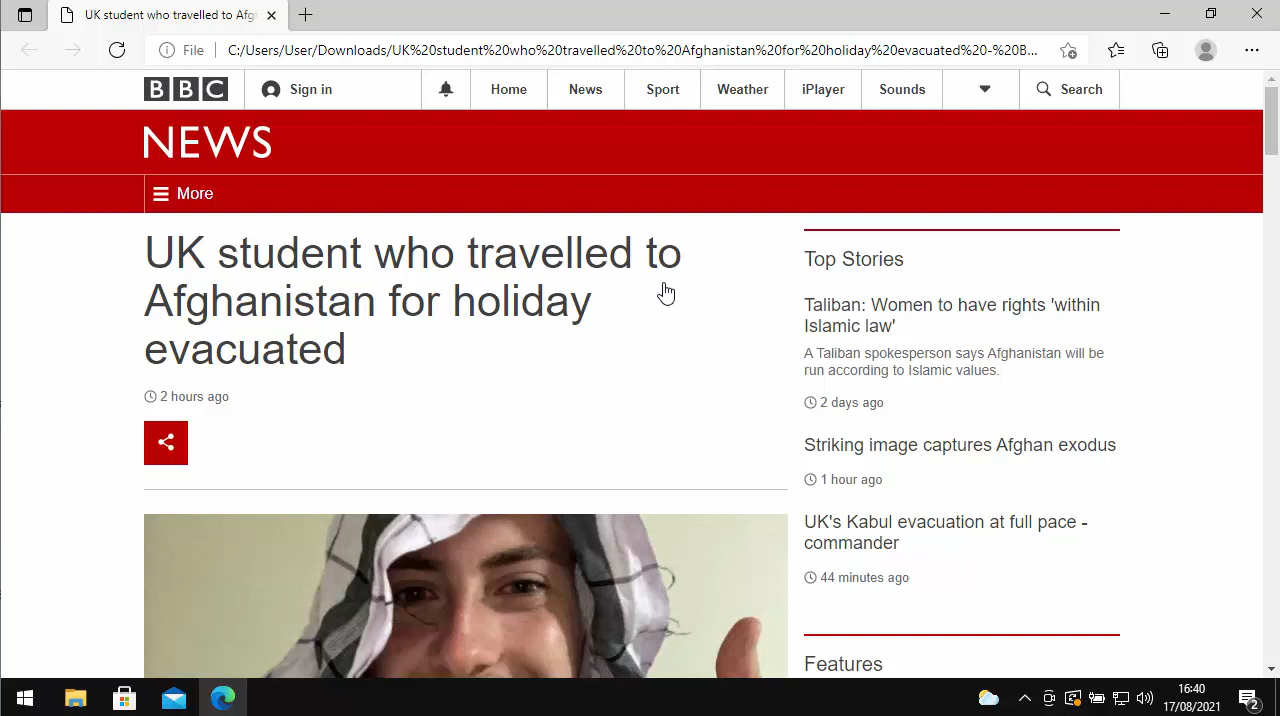 UK student who travelled to Afg
File
C:/Users/User/Downloads/UK%20student%20who%20travelled%20to%20Afghanistan%20for%20holiday%20evacuated%20-%20B...
BBC
Sign in
Home
News
Sport
Weather
iPlayer
Sounds
Search
NEWS
More
UK student who travelled to
Afghanistan for holiday
evacuated
2 hours ago
Top Stories
Taliban: Women to have rights 'within
Islamic law'
A Taliban spokesperson says Afghanistan will be
run according to Islamic values.
2 days ago
Striking image captures Afghan exodus
1 hour ago
UK's Kabul evacuation at full pace -
commander
44 minutes ago
Features
16:40
17/08/2021
2